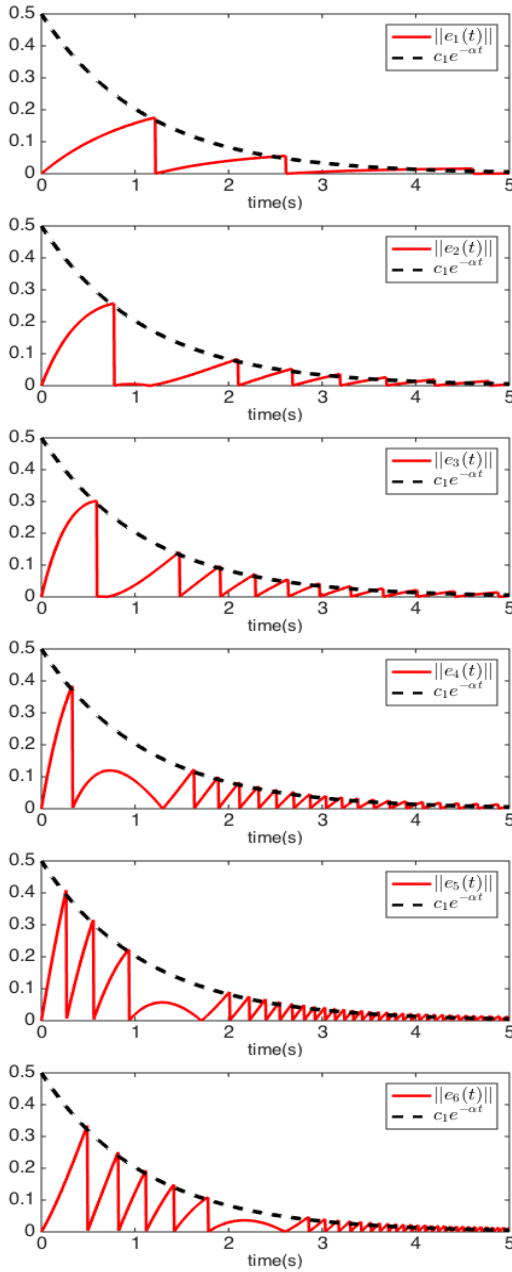 0.5
||e₁(t)||
0.4
c₁e^{-αt}
0.3
0.2
0.1
0
0 1 2 3 4 5
time(s)
0.5
||e₂(t)||
0.4
c₁e^{-αt}
0.3
0.2
0.1
0
0 1 2 3 4 5
time(s)
0.5
||e₃(t)||
0.4
c₁e^{-αt}
0.3
0.2
0.1
0
0 1 2 3 4 5
time(s)
0.5
||e₄(t)||
0.4
c₁e^{-αt}
0.3
0.2
0.1
0
0 1 2 3 4 5
time(s)
0.5
||e₅(t)||
0.4
c₁e^{-αt}
0.3
0.2
0.1
0
0 1 2 3 4 5
time(s)
0.5
||e₆(t)||
0.4
c₁e^{-αt}
0.3
0.2
0.1
0
0 1 2 3 4 5
time(s)